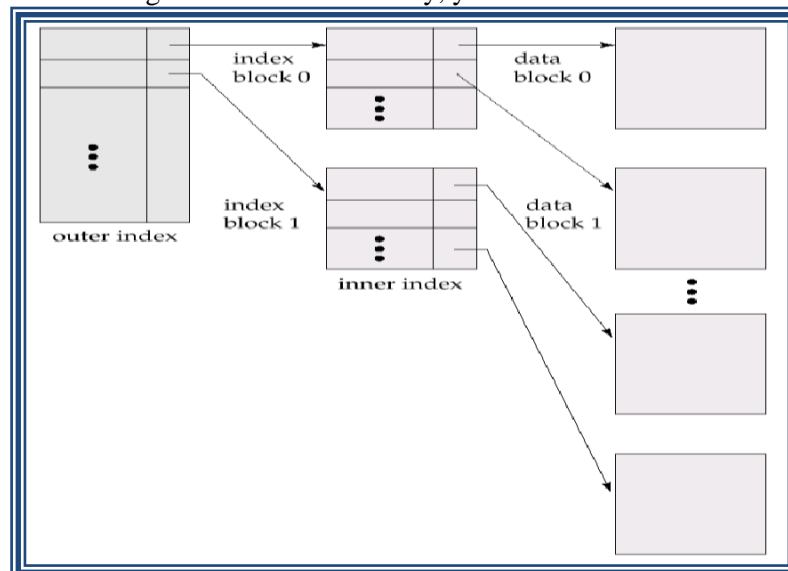 index
block 0
data
block 0
index
block 1
data
block 1
outer index
inner index